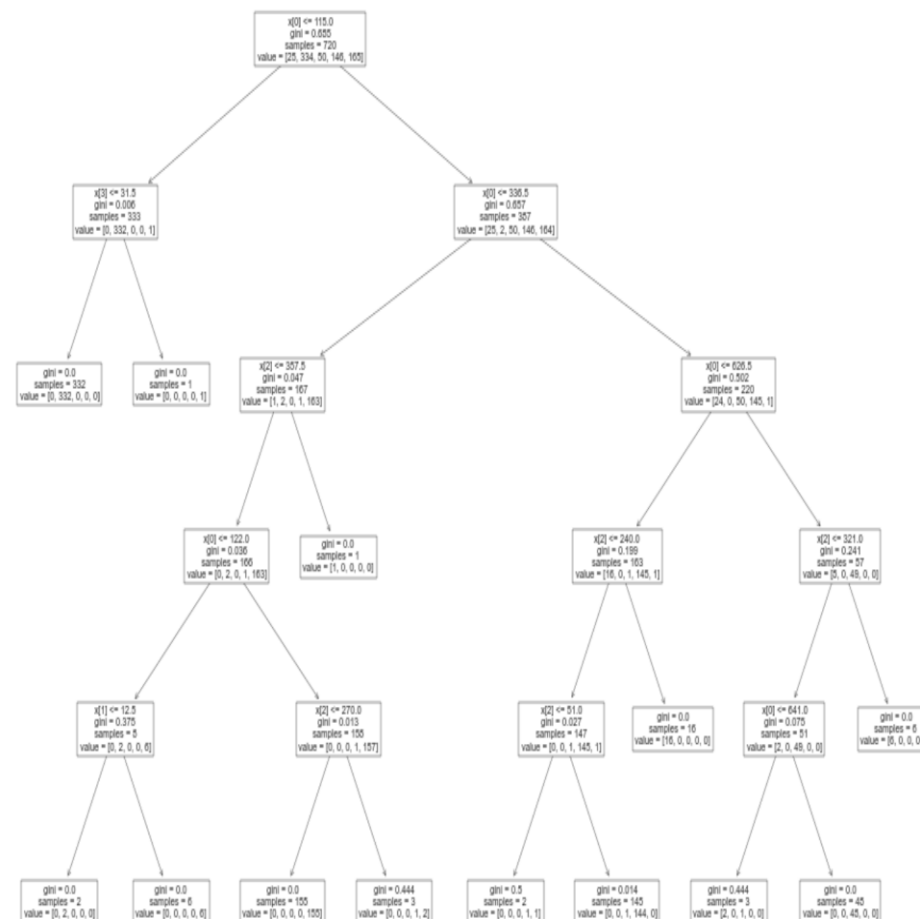 x[0] <= 115.0
gini = 0.655
samples = 720
value = [25, 334, 50, 146, 165]
x[3] <= 31.5
gini = 0.006
samples = 333
value = [0, 332, 0, 0, 1]
x[0] <= 336.5
gini = 0.657
samples = 387
value = [25, 2, 50, 146, 164]
gini = 0.0
samples = 332
value = [0, 332, 0, 0, 0]
gini = 0.0
samples = 1
value = [0, 0, 0, 0, 1]
x[2] <= 357.5
gini = 0.047
samples = 167
value = [1, 2, 0, 1, 163]
x[0] <= 626.5
gini = 0.502
samples = 220
value = [24, 0, 50, 145, 1]
x[0] <= 122.0
gini = 0.036
samples = 166
value = [0, 2, 0, 1, 163]
gini = 0.0
samples = 1
value = [1, 0, 0, 0, 0]
x[2] <= 240.0
gini = 0.199
samples = 163
value = [16, 0, 1, 145, 1]
x[2] <= 321.0
gini = 0.241
samples = 57
value = [8, 0, 49, 0, 0]
x[1] <= 12.5
gini = 0.375
samples = 8
value = [0, 2, 0, 0, 6]
x[2] <= 270.0
gini = 0.013
samples = 158
value = [0, 0, 0, 1, 157]
x[2] <= 51.0
gini = 0.027
samples = 147
value = [0, 0, 1, 145, 1]
gini = 0.0
samples = 16
value = [16, 0, 0, 0, 0]
x[0] <= 641.0
gini = 0.075
samples = 51
value = [2, 0, 49, 0, 0]
gini = 0.0
samples = 6
value = [6, 0, 0, 0
gini = 0.0
samples = 2
value = [0, 2, 0, 0, 0]
gini = 0.0
samples = 6
value = [0, 0, 0, 0, 6]
gini = 0.0
samples = 155
value = [0, 0, 0, 0, 155]
gini = 0.444
samples = 3
value = [0, 0, 0, 1, 2]
gini = 0.5
samples = 2
value = [0, 0, 0, 1, 1]
gini = 0.014
samples = 145
value = [0, 0, 1, 144, 0]
gini = 0.444
samples = 3
value = [2, 0, 1, 0, 0]
gini = 0.0
samples = 48
value = [0, 0, 48, 0, 0]